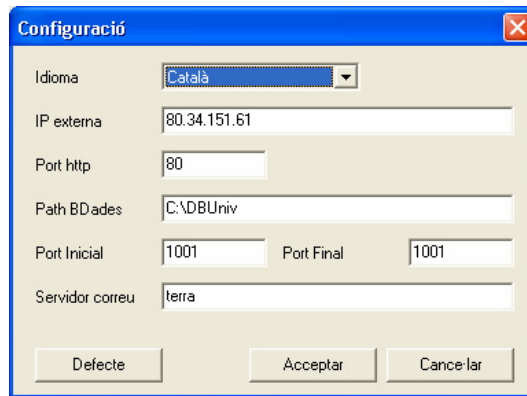 Configuració
Idioma Català
IP externa 80.34.151.61
Port http 80
Path BDades C:\DBUniv
Port Inicial 1001 Port Final 1001
Servidor correu terra
Defecte Acceptar Cance·lar